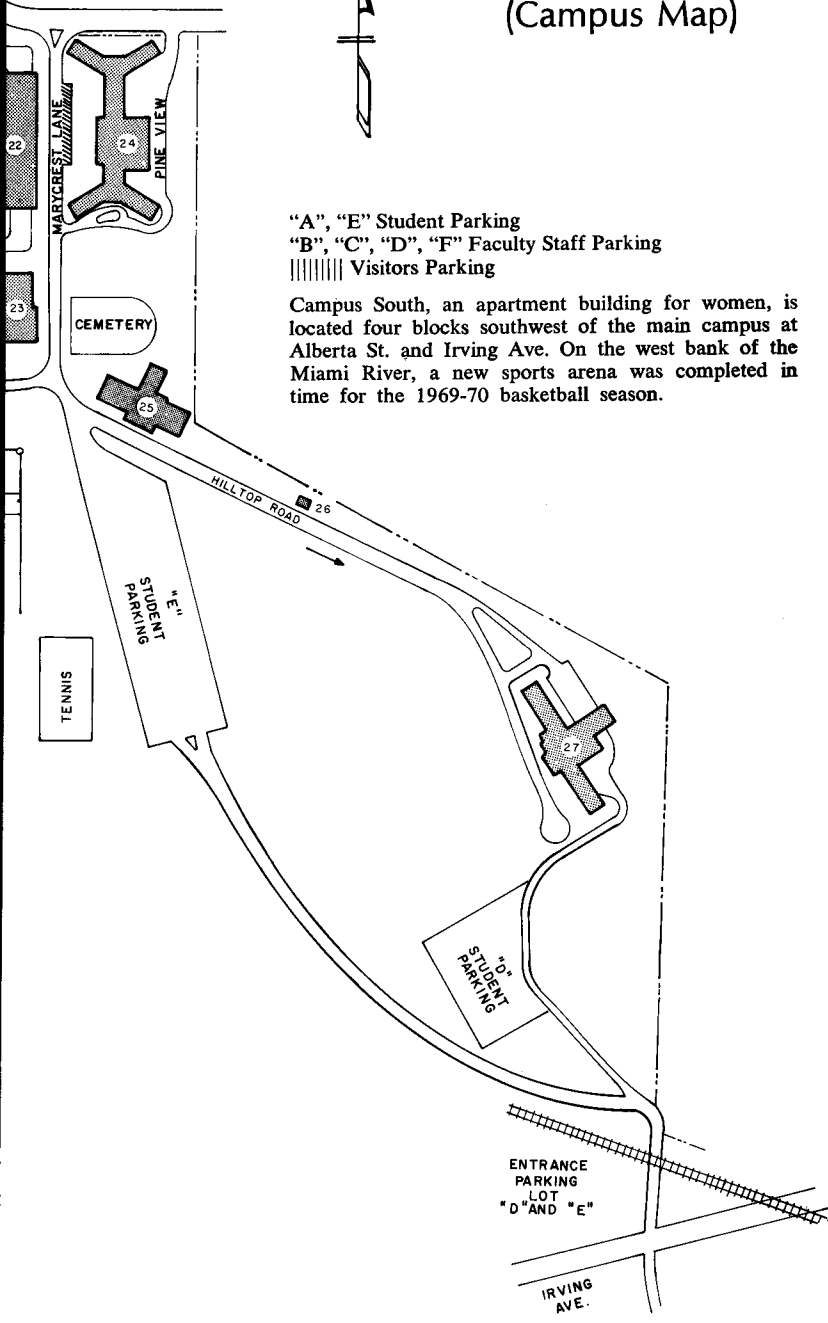 (Campus Map)
"A", "E" Student Parking
"B", "C", "D", "F" Faculty Staff Parking
||||||||| Visitors Parking
Campus South, an apartment building for women, is
located four blocks southwest of the main campus at
Alberta St. and Irving Ave. On the west bank of the
Miami River, a new sports arena was completed in
time for the 1969-70 basketball season.
22
MARYCREST LANE
24
PINE VIEW
23
CEMETERY
25
HILLTOP ROAD
26
"E"
STUDENT
PARKING
TENNIS
27
"D"
STUDENT
PARKING
ENTRANCE
PARKING
LOT
"D" AND "E"
IRVING
AVE.